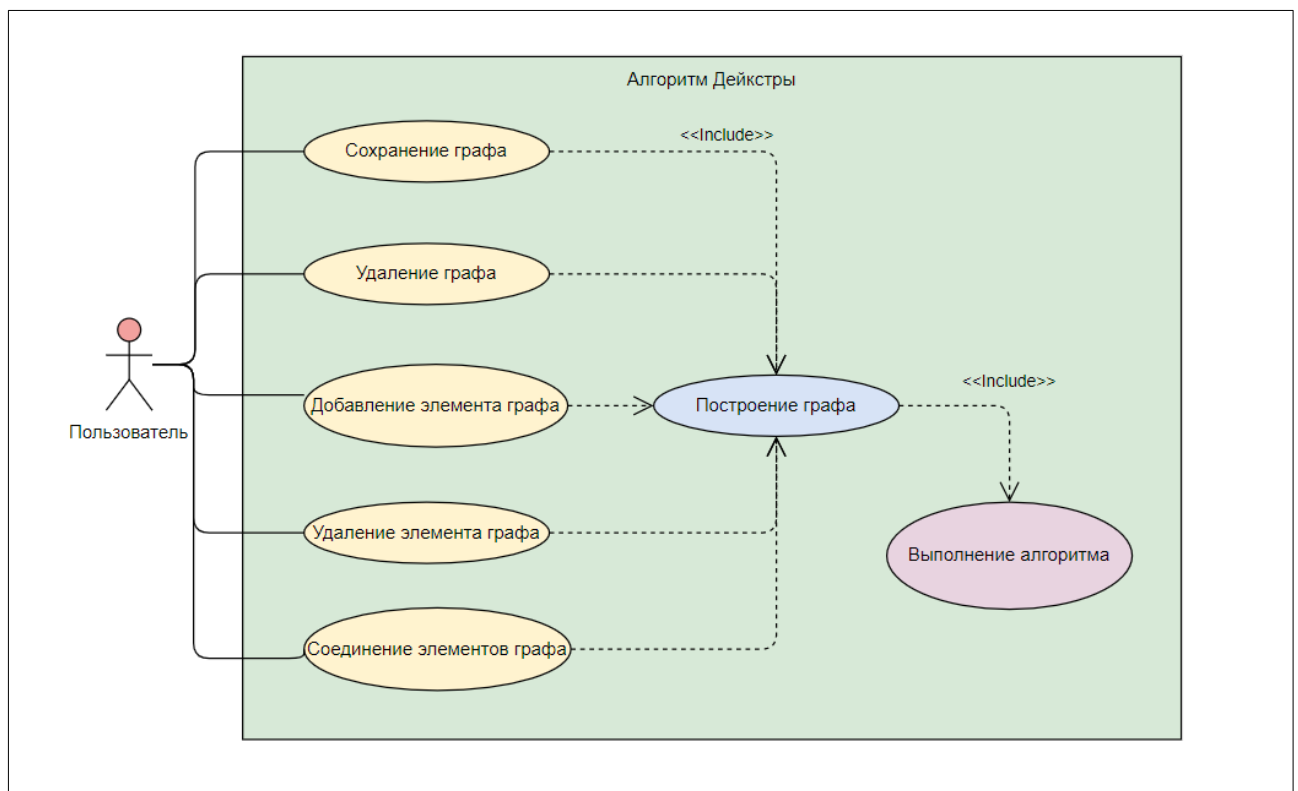 Алгоритм Дейкстры
<<Include>>
Сохранение графа
Удаление графа
<<Include>>
Добавление элемента графа
Построение графа
Пользователь
Удаление элемента графа
Выполнение алгоритма
Соединение элементов графа